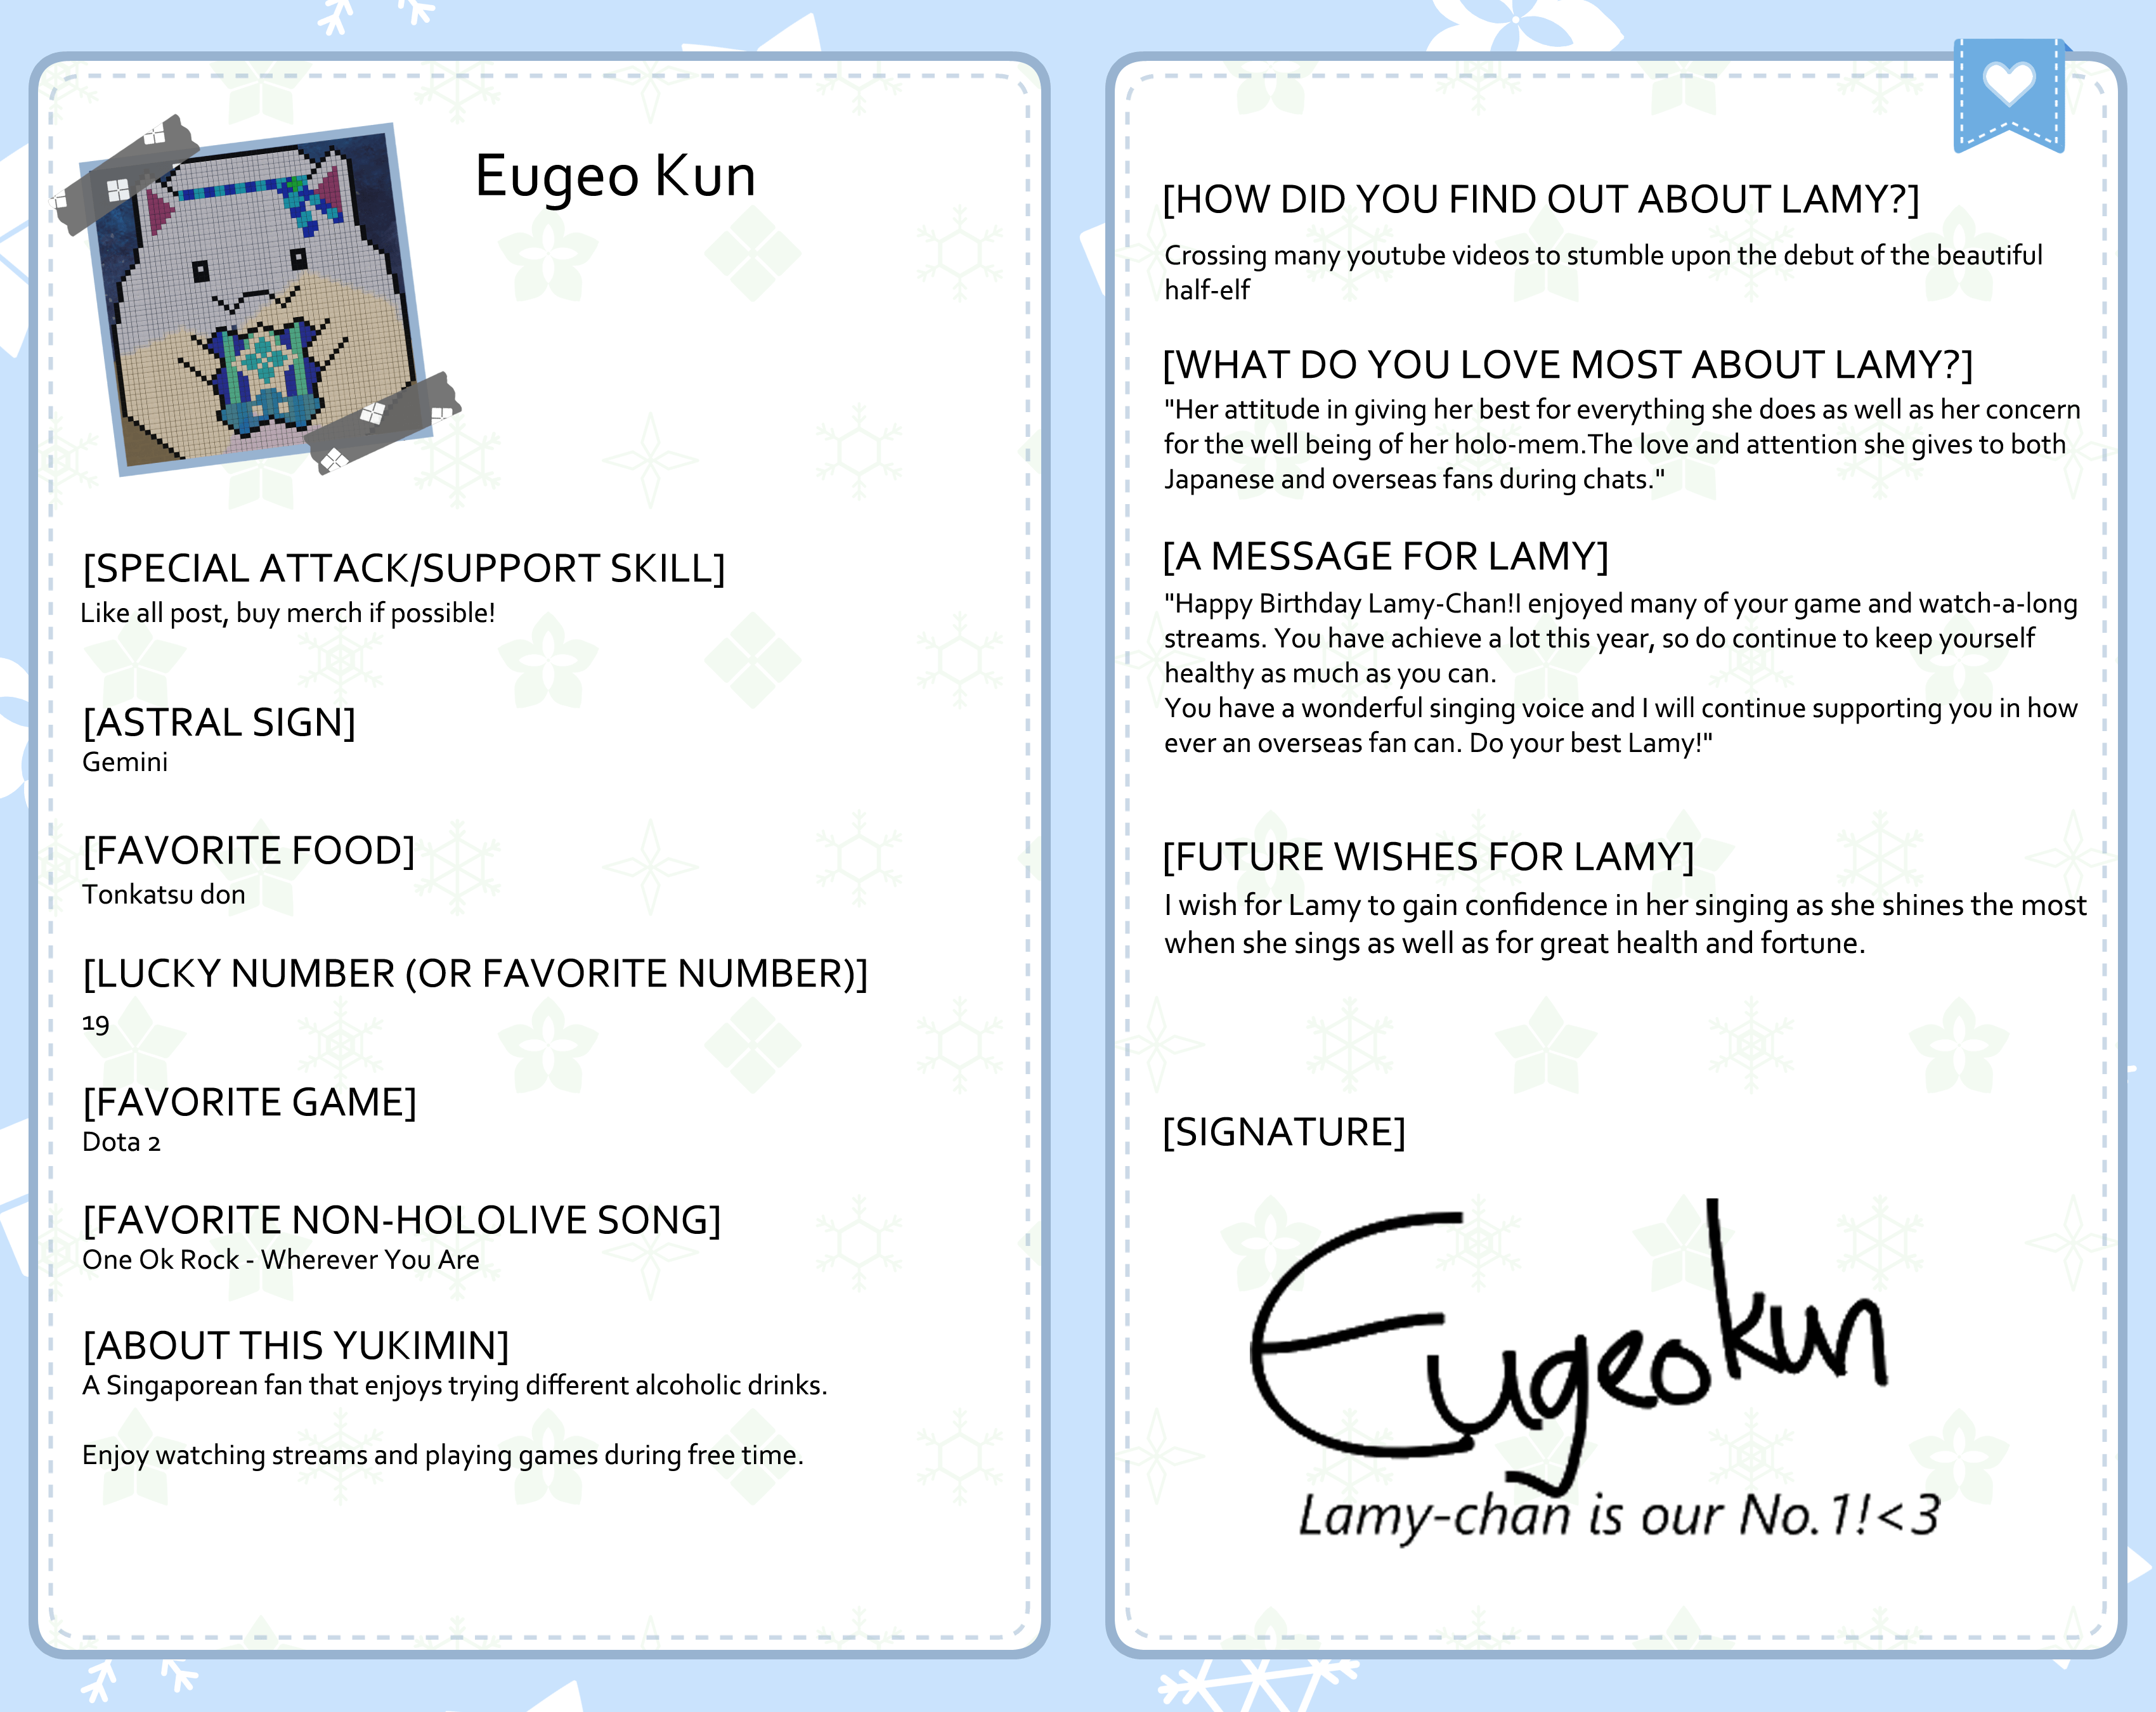 Eugeo Kun
[SPECIAL ATTACK/SUPPORT SKILL]
Like all post, buy merch if possible!
[ASTRAL SIGN]
Gemini
[FAVORITE FOOD]
Tonkatsu don
[LUCKY NUMBER (OR FAVORITE NUMBER)]
19
[FAVORITE GAME]
Dota 2
[FAVORITE NON-HOLOLIVE SONG]
One Ok Rock - Wherever You Are
[ABOUT THIS YUKIMIN]
A Singaporean fan that enjoys trying different alcoholic drinks.
Enjoy watching streams and playing games during free time.
[HOW DID YOU FIND OUT ABOUT LAMY?]
Crossing many youtube videos to stumble upon the debut of the beautiful
half-elf
[WHAT DO YOU LOVE MOST ABOUT LAMY?]
"Her attitude in giving her best for everything she does as well as her concern
for the well being of her holo-mem.The love and attention she gives to both
Japanese and overseas fans during chats."
[A MESSAGE FOR LAMY]
"Happy Birthday Lamy-Chan!I enjoyed many of your game and watch-a-long
streams. You have achieve a lot this year, so do continue to keep yourself
healthy as much as you can.
You have a wonderful singing voice and I will continue supporting you in how
ever an overseas fan can. Do your best Lamy!"
[FUTURE WISHES FOR LAMY]
I wish for Lamy to gain confidence in her singing as she shines the most
when she sings as well as for great health and fortune.
[SIGNATURE]
Eugeo kun
Lamy-chan is our No.1!<3